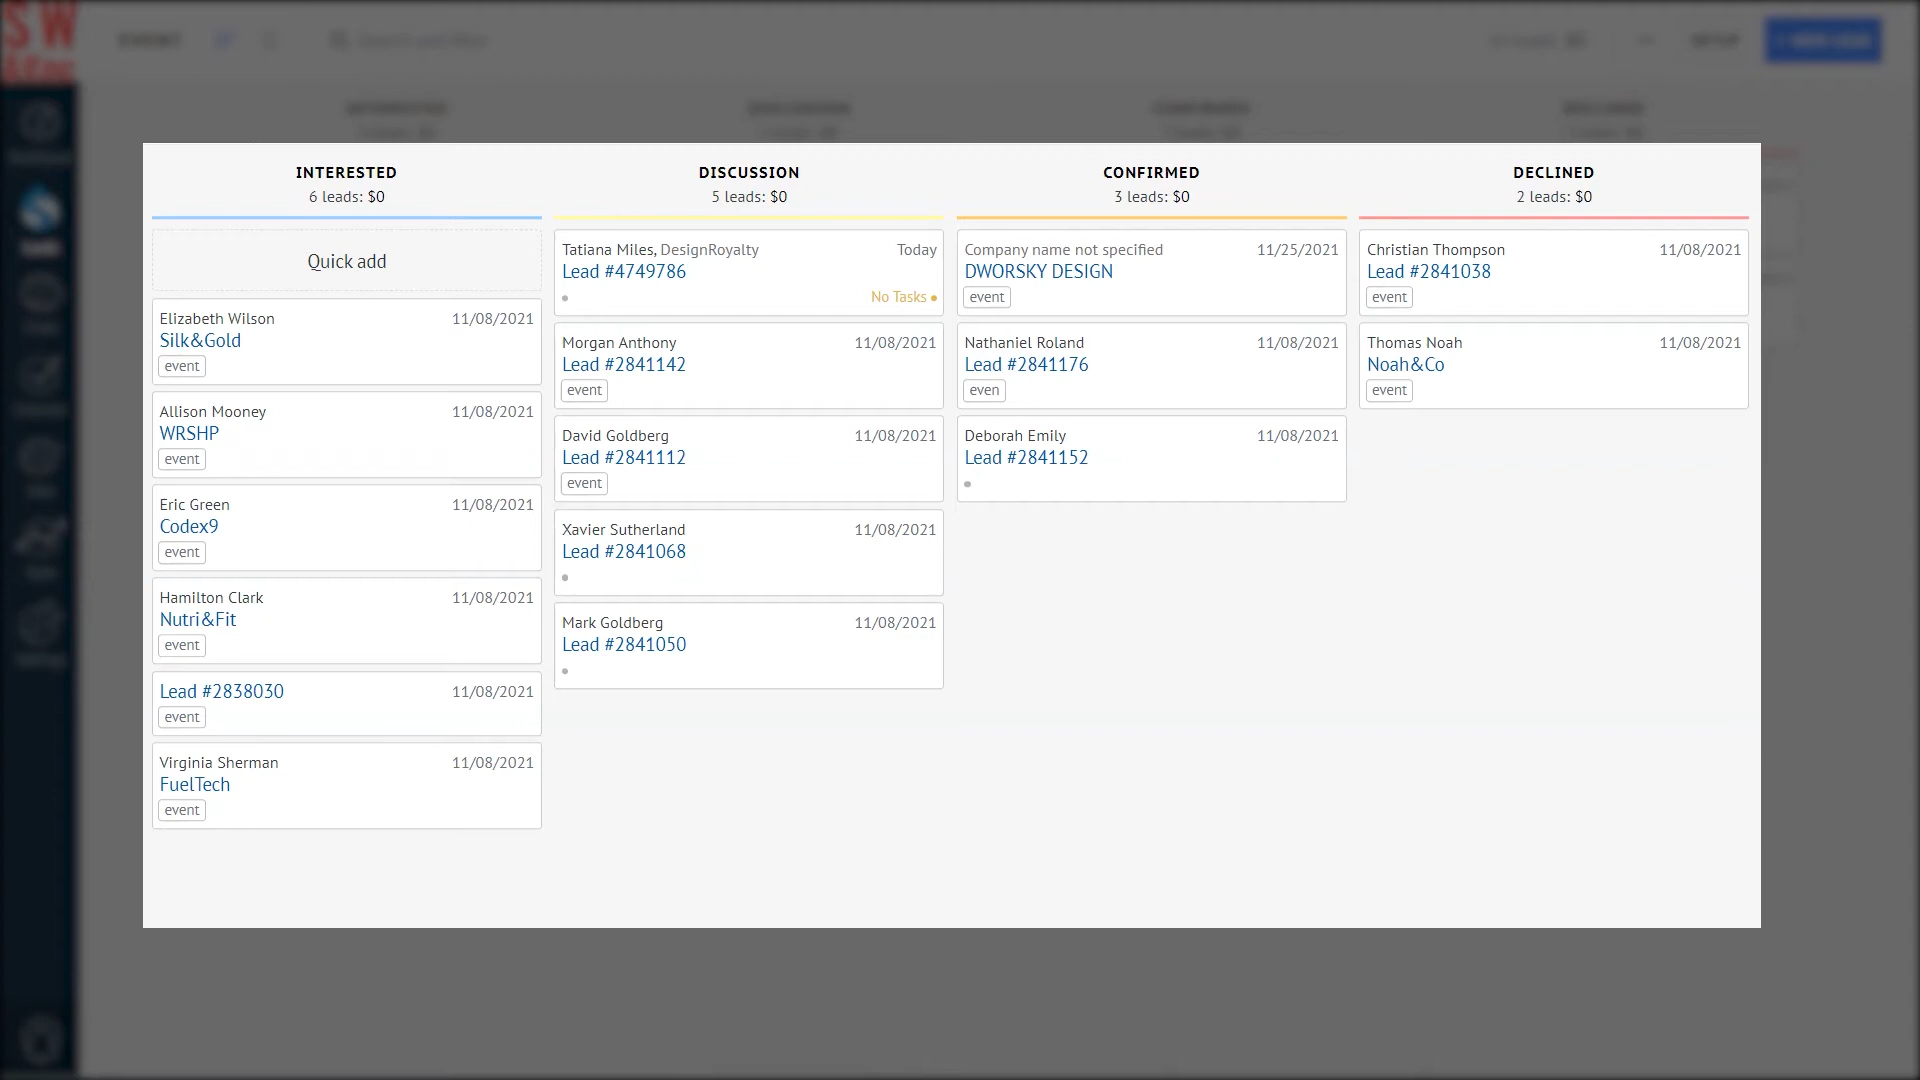 SW
&Enc
EVENT
INTERESTED
6 leads: $0
Quick add
Elizabeth Wilson 11/08/2021
Silk&Gold
event
Allison Mooney 11/08/2021
WRSHP
event
Eric Green 11/08/2021
Codex9
event
Hamilton Clark 11/08/2021
Nutri&Fit
event
Lead #2838030 11/08/2021
event
Virginia Sherman 11/08/2021
FuelTech
event
DISCUSSION
5 leads: $0
Tatiana Miles, DesignRoyalty Today
Lead #4749786
No Tasks
Morgan Anthony 11/08/2021
Lead #2841142
event
David Goldberg 11/08/2021
Lead #2841112
event
Xavier Sutherland 11/08/2021
Lead #2841068
Mark Goldberg 11/08/2021
Lead #2841050
CONFIRMED
3 leads: $0
Company name not specified 11/25/2021
DWORSKY DESIGN
event
Nathaniel Roland 11/08/2021
Lead #2841176
even
Deborah Emily 11/08/2021
Lead #2841152
DECLINED
2 leads: $0
Christian Thompson 11/08/2021
Lead #2841038
event
Thomas Noah 11/08/2021
Noah&Co
event